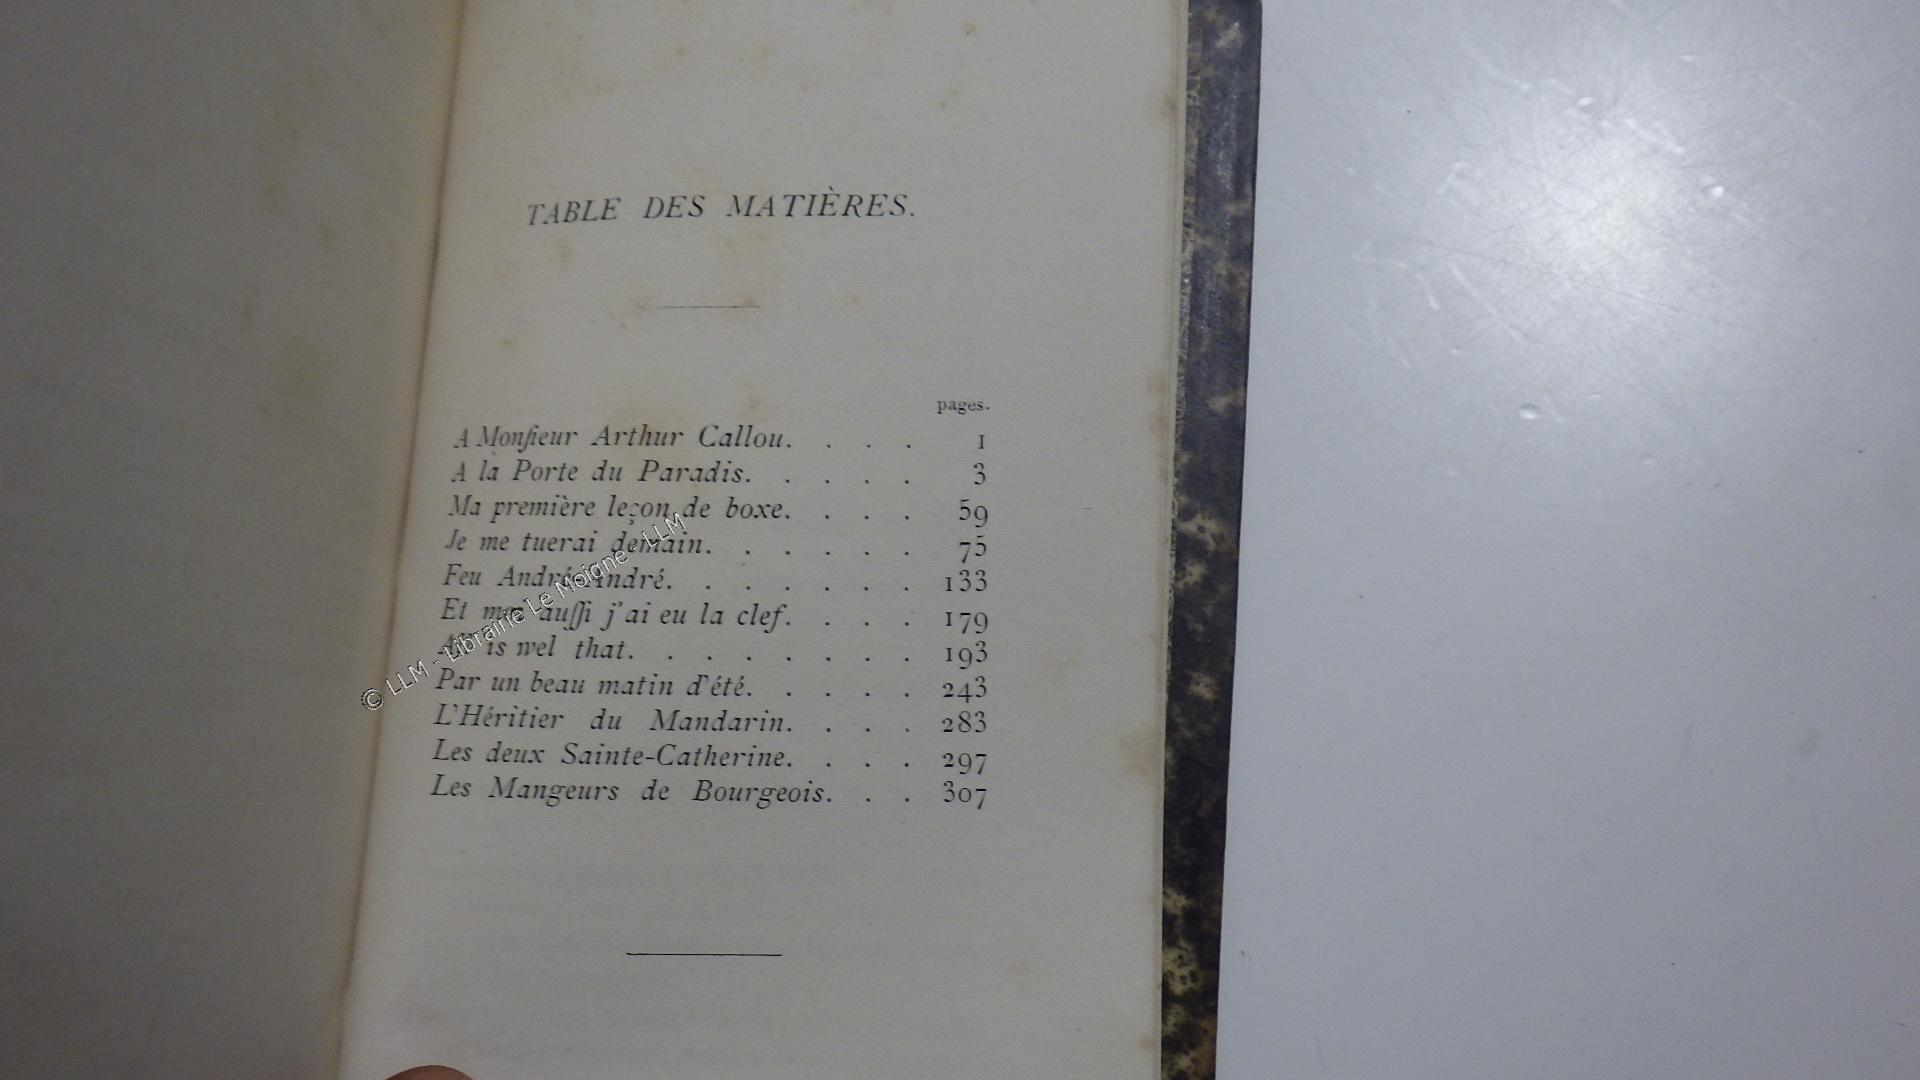 TABLE DES MATIÈRES.
pages.
A Monſieur Arthur Callou. . . . 1
A la Porte du Paradis. . . . . 3
Ma première leçon de boxe. . . . 59
Je me tuerai demain. . . . . . 75
Feu André-André. . . . . . . 133
Et moi auſſi j'ai eu la clef. . . . 179
is wel that. . . . . . . . 193
Par un beau matin d'été. . . . . 243
L'Héritier du Mandarin. . . . 283
Les deux Sainte-Catherine. . . . 297
Les Mangeurs de Bourgeois. . . 307
© LLM - Librairie Le Moigne - LLM